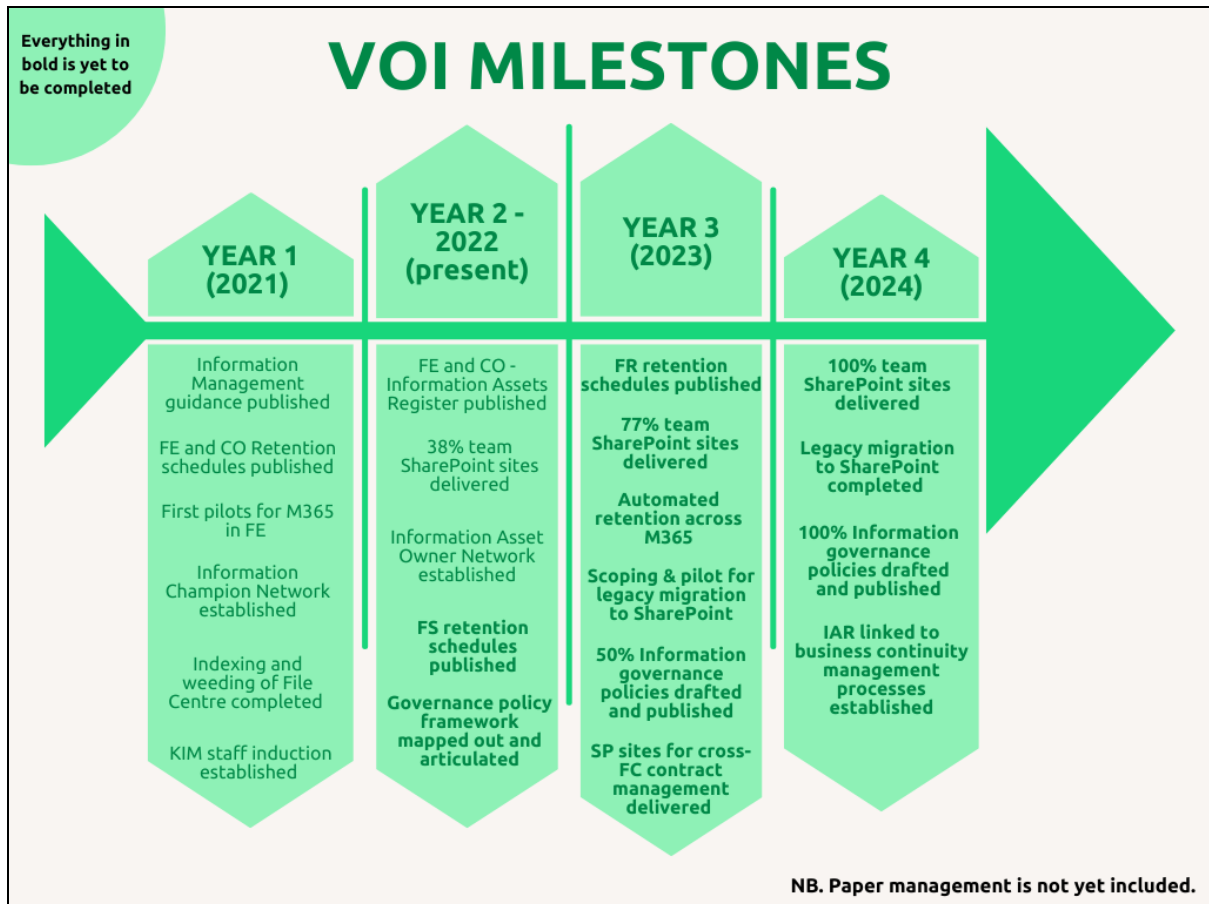 Everything in
bold is yet to
be completed
VOI MILESTONES
YEAR 1
(2021)
Information
Management
guidance published
FE and CO Retention
schedules published
First pilots for M365
in FE
Information
Champion Network
established
Indexing and
weeding of File
Centre completed
KIM staff induction
established
YEAR 2 -
2022
(present)
FE and CO -
Information Assets
Register published
38% team
SharePoint sites
delivered
Information Asset
Owner Network
established
FS retention
schedules
published
Governance policy
framework
mapped out and
articulated
YEAR 3
(2023)
FR retention
schedules published
77% team
SharePoint sites
delivered
Automated
retention across
M365
Scoping & pilot for
legacy migration
to SharePoint
50% Information
governance
policies drafted
and published
SP sites for cross-
FC contract
management
delivered
YEAR 4
(2024)
100% team
SharePoint sites
delivered
Legacy migration
to SharePoint
completed
100% Information
governance
policies drafted
and published
IAR linked to
business continuity
management
processes
established
NB. Paper management is not yet included.